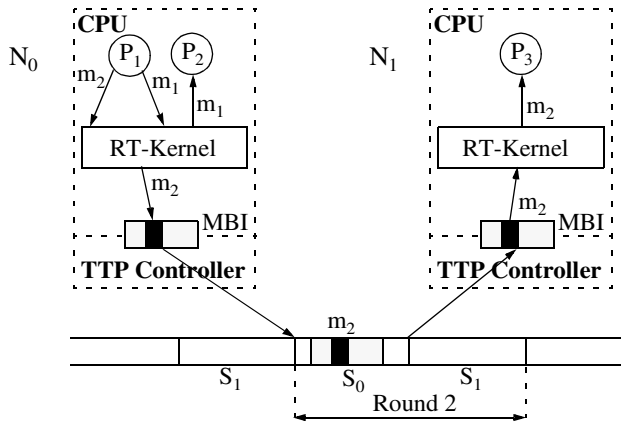 CPU
CPU
N₀
P₁
P₂
N₁
P₃
m₂
m₁
m₁
m₂
RT-Kernel
RT-Kernel
m₂
m₂
MBI
MBI
TTP Controller
TTP Controller
m₂
S₁
S₀
S₁
Round 2